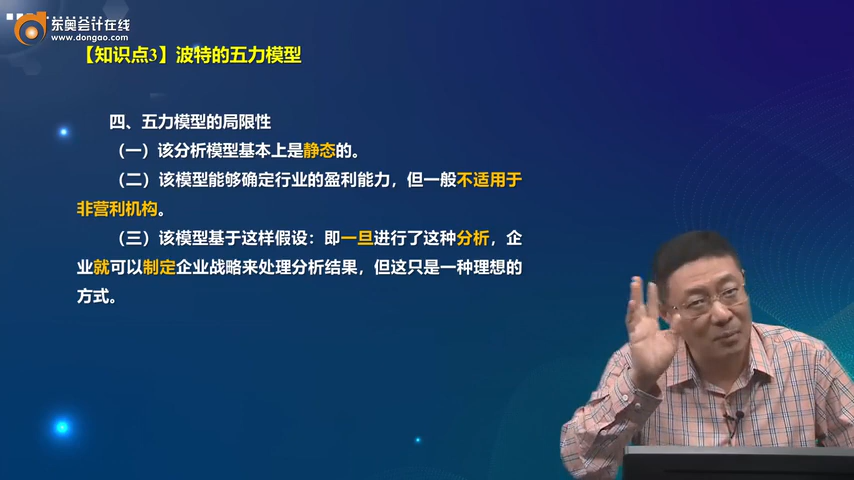 东奥会计在线
www.dongao.com
【知识点3】波特的五力模型
四、五力模型的局限性
（一）该分析模型基本上是静态的。
（二）该模型能够确定行业的盈利能力，但一般不适用于
非营利机构。
（三）该模型基于这样假设：即一旦进行了这种分析，企
业就可以制定企业战略来处理分析结果，但这只是一种理想的
方式。